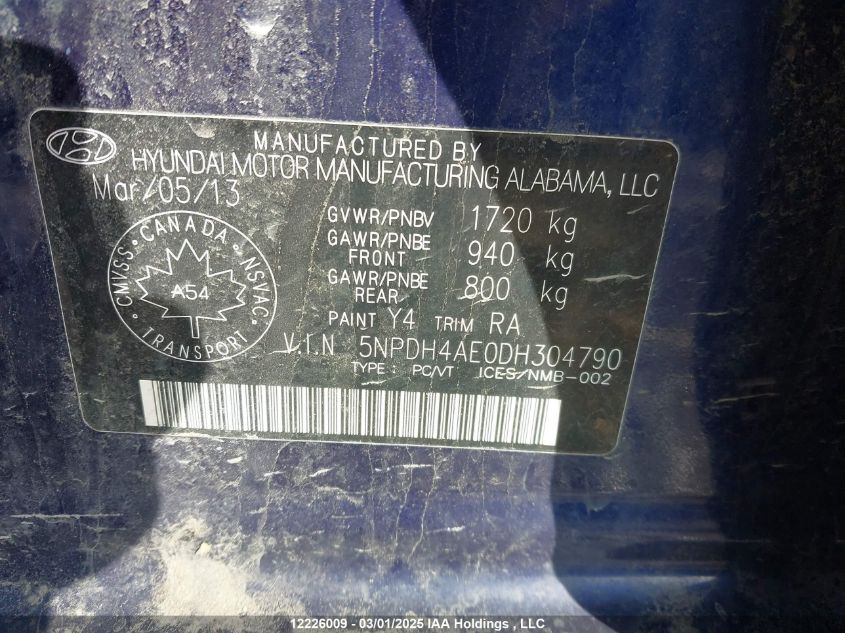 MANUFACTURED BY
HYUNDAI MOTOR MANUFACTURING ALABAMA, LLC
Mar/05/13
GVWR/PNBV 1720 kg
GAWR/PNBE FRONT 940 kg
GAWR/PNBE REAR 800 kg
PAINT Y4 TRIM RA
CANADA
CMVSS NSVAC
A54
TRANSPORT
V.I.N 5NPDH4AE0DH304790
TYPE : PC/VT ICES/NMB-002
12226009 - 03/01/2025 IAA Holdings , LLC